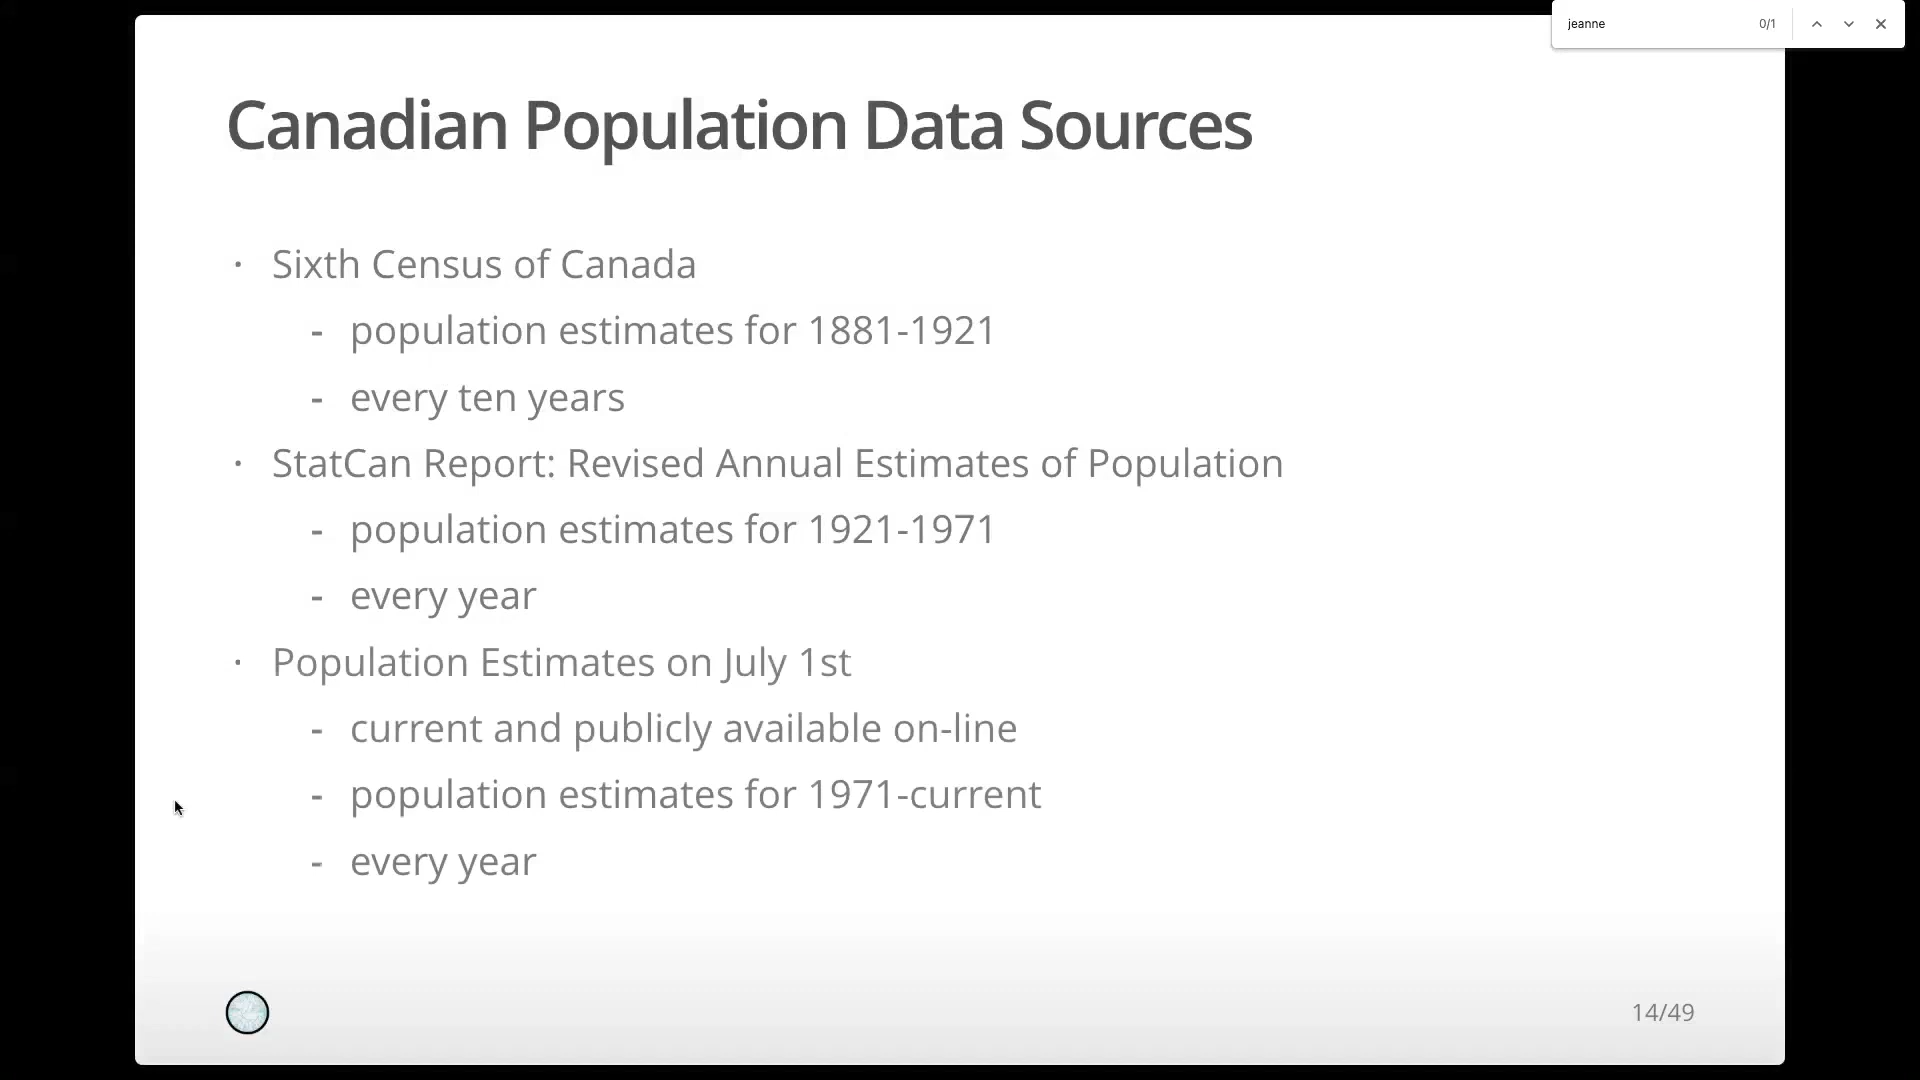 jeanne 0/1
Canadian Population Data Sources
· Sixth Census of Canada
- population estimates for 1881-1921
- every ten years
· StatCan Report: Revised Annual Estimates of Population
- population estimates for 1921-1971
- every year
· Population Estimates on July 1st
- current and publicly available on-line
- population estimates for 1971-current
- every year
14/49